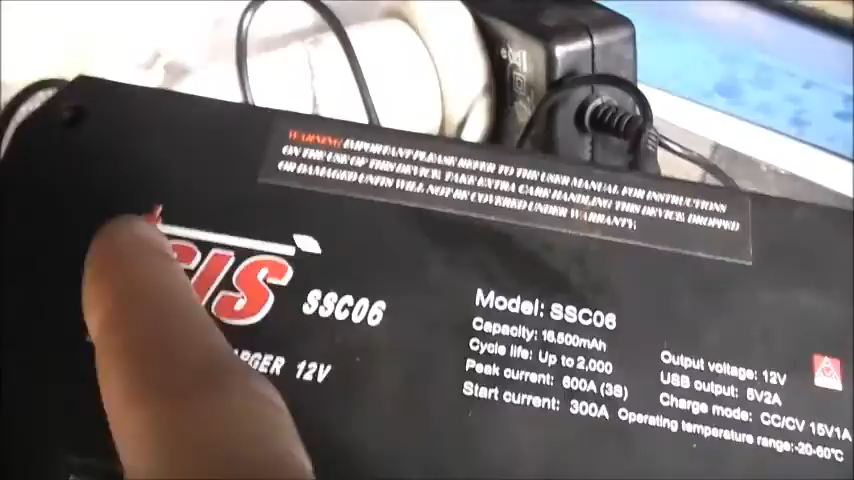 WARNING: IMPORTANT PLEASE REFER TO THE USER MANUAL FOR INSTRUCTIONS
ON THE USE OF THIS DEVICE. TAKE EXTRA CARE HANDLING THIS DEVICE DROPPED
OR DAMAGED UNITS WILL NOT BE COVERED UNDER WARRANTY.
SSC06
12V
Model: SSC06
Capacity: 16,500mAh
Cycle life: Up to 2,000
Peak current: 600A (3S)
Start current: 300A
Output voltage: 12V
USB output: 5V2A
Charge mode: CC/CV 15V1A
Operating temperature range:-20-60°C